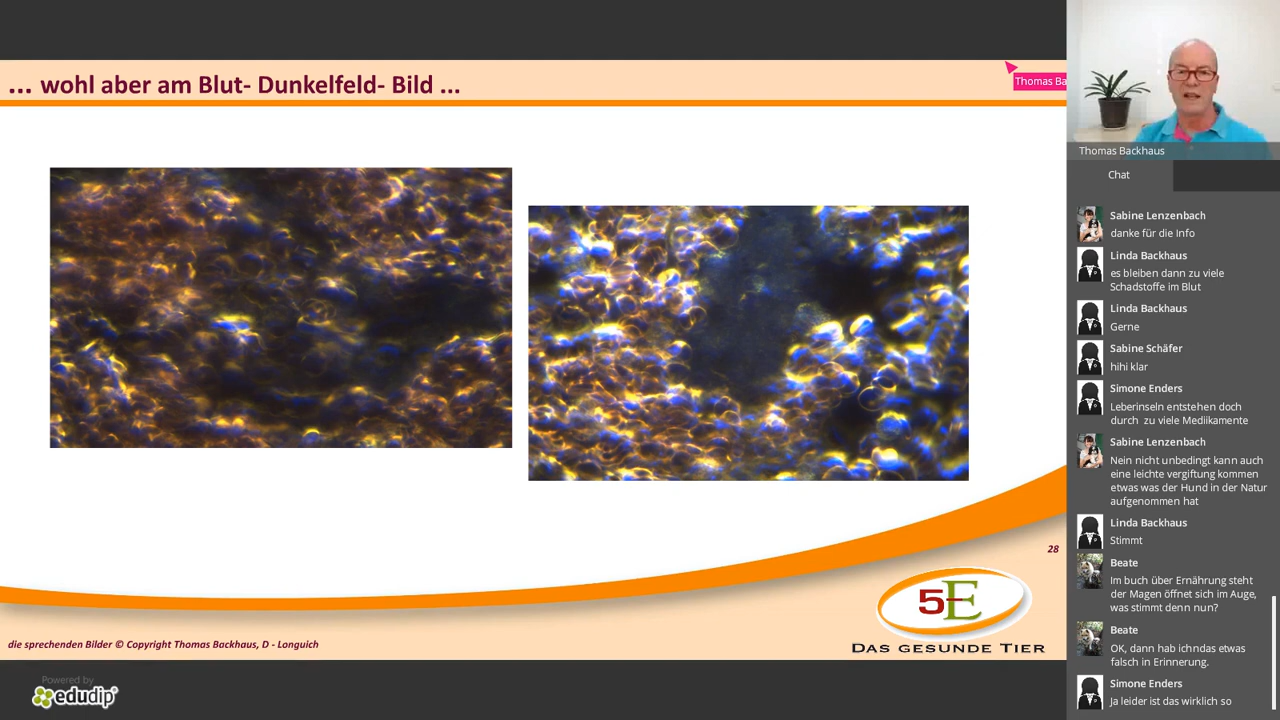 ... wohl aber am Blut- Dunkelfeld- Bild ...
Thomas Ba
28
5E
DAS GESUNDE TIER
die sprechenden Bilder © Copyright Thomas Backhaus, D - Longuich
Powered by
edudip
Thomas Backhaus
Chat
Sabine Lenzenbach
danke für die Info
Linda Backhaus
es bleiben dann zu viele
Schadstoffe im Blut
Linda Backhaus
Gerne
Sabine Schäfer
hihi klar
Simone Enders
Leberinseln entstehen doch
durch zu viele Mediikamente
Sabine Lenzenbach
Nein nicht unbedingt kann auch
eine leichte vergiftung kommen
etwas was der Hund in der Natur
aufgenommen hat
Linda Backhaus
Stimmt
Beate
Im buch über Ernährung steht
der Magen öffnet sich im Auge,
was stimmt denn nun?
Beate
OK, dann hab ichndas etwas
falsch in Erinnerung.
Simone Enders
Ja leider ist das wirklich so